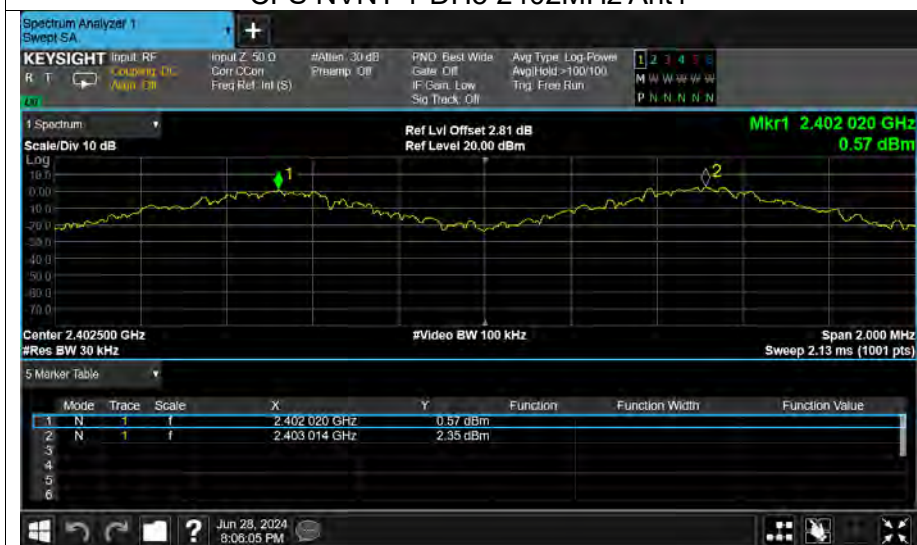 CFS NVNT 1-DH5 2402MHz Ant1
Spectrum Analyzer 1
Swept SA
+
KEYSIGHT Input: RF
R T Coupling: DC
Align: Off
Input Z: 50 Ω
Corr CCorr
Freq Ref: Int (S)
#Atten: 30 dB
Preamp: Off
PNO: Best Wide
Gate: Off
IF Gain: Low
Sig Track: Off
Avg Type: Log-Power
Avg|Hold: >100/100
Trig: Free Run
1 2 3 4 5 6
M W W W W W
P N N N N N
1 Spectrum
Scale/Div 10 dB
Ref Lvl Offset 2.81 dB
Ref Level 20.00 dBm
Mkr1 2.402 020 GHz
0.57 dBm
Log
10.0
0.00
-10.0
-20.0
-30.0
-40.0
-50.0
-60.0
-70.0
1
2
Center 2.402500 GHz
#Res BW 30 kHz
#Video BW 100 kHz
Span 2.000 MHz
Sweep 2.13 ms (1001 pts)
5 Marker Table
Mode Trace Scale X Y Function Function Width Function Value
1 N 1 f 2.402 020 GHz 0.57 dBm
2 N 1 f 2.403 014 GHz 2.35 dBm
3
4
5
6
?
Jun 28, 2024
8:06:05 PM